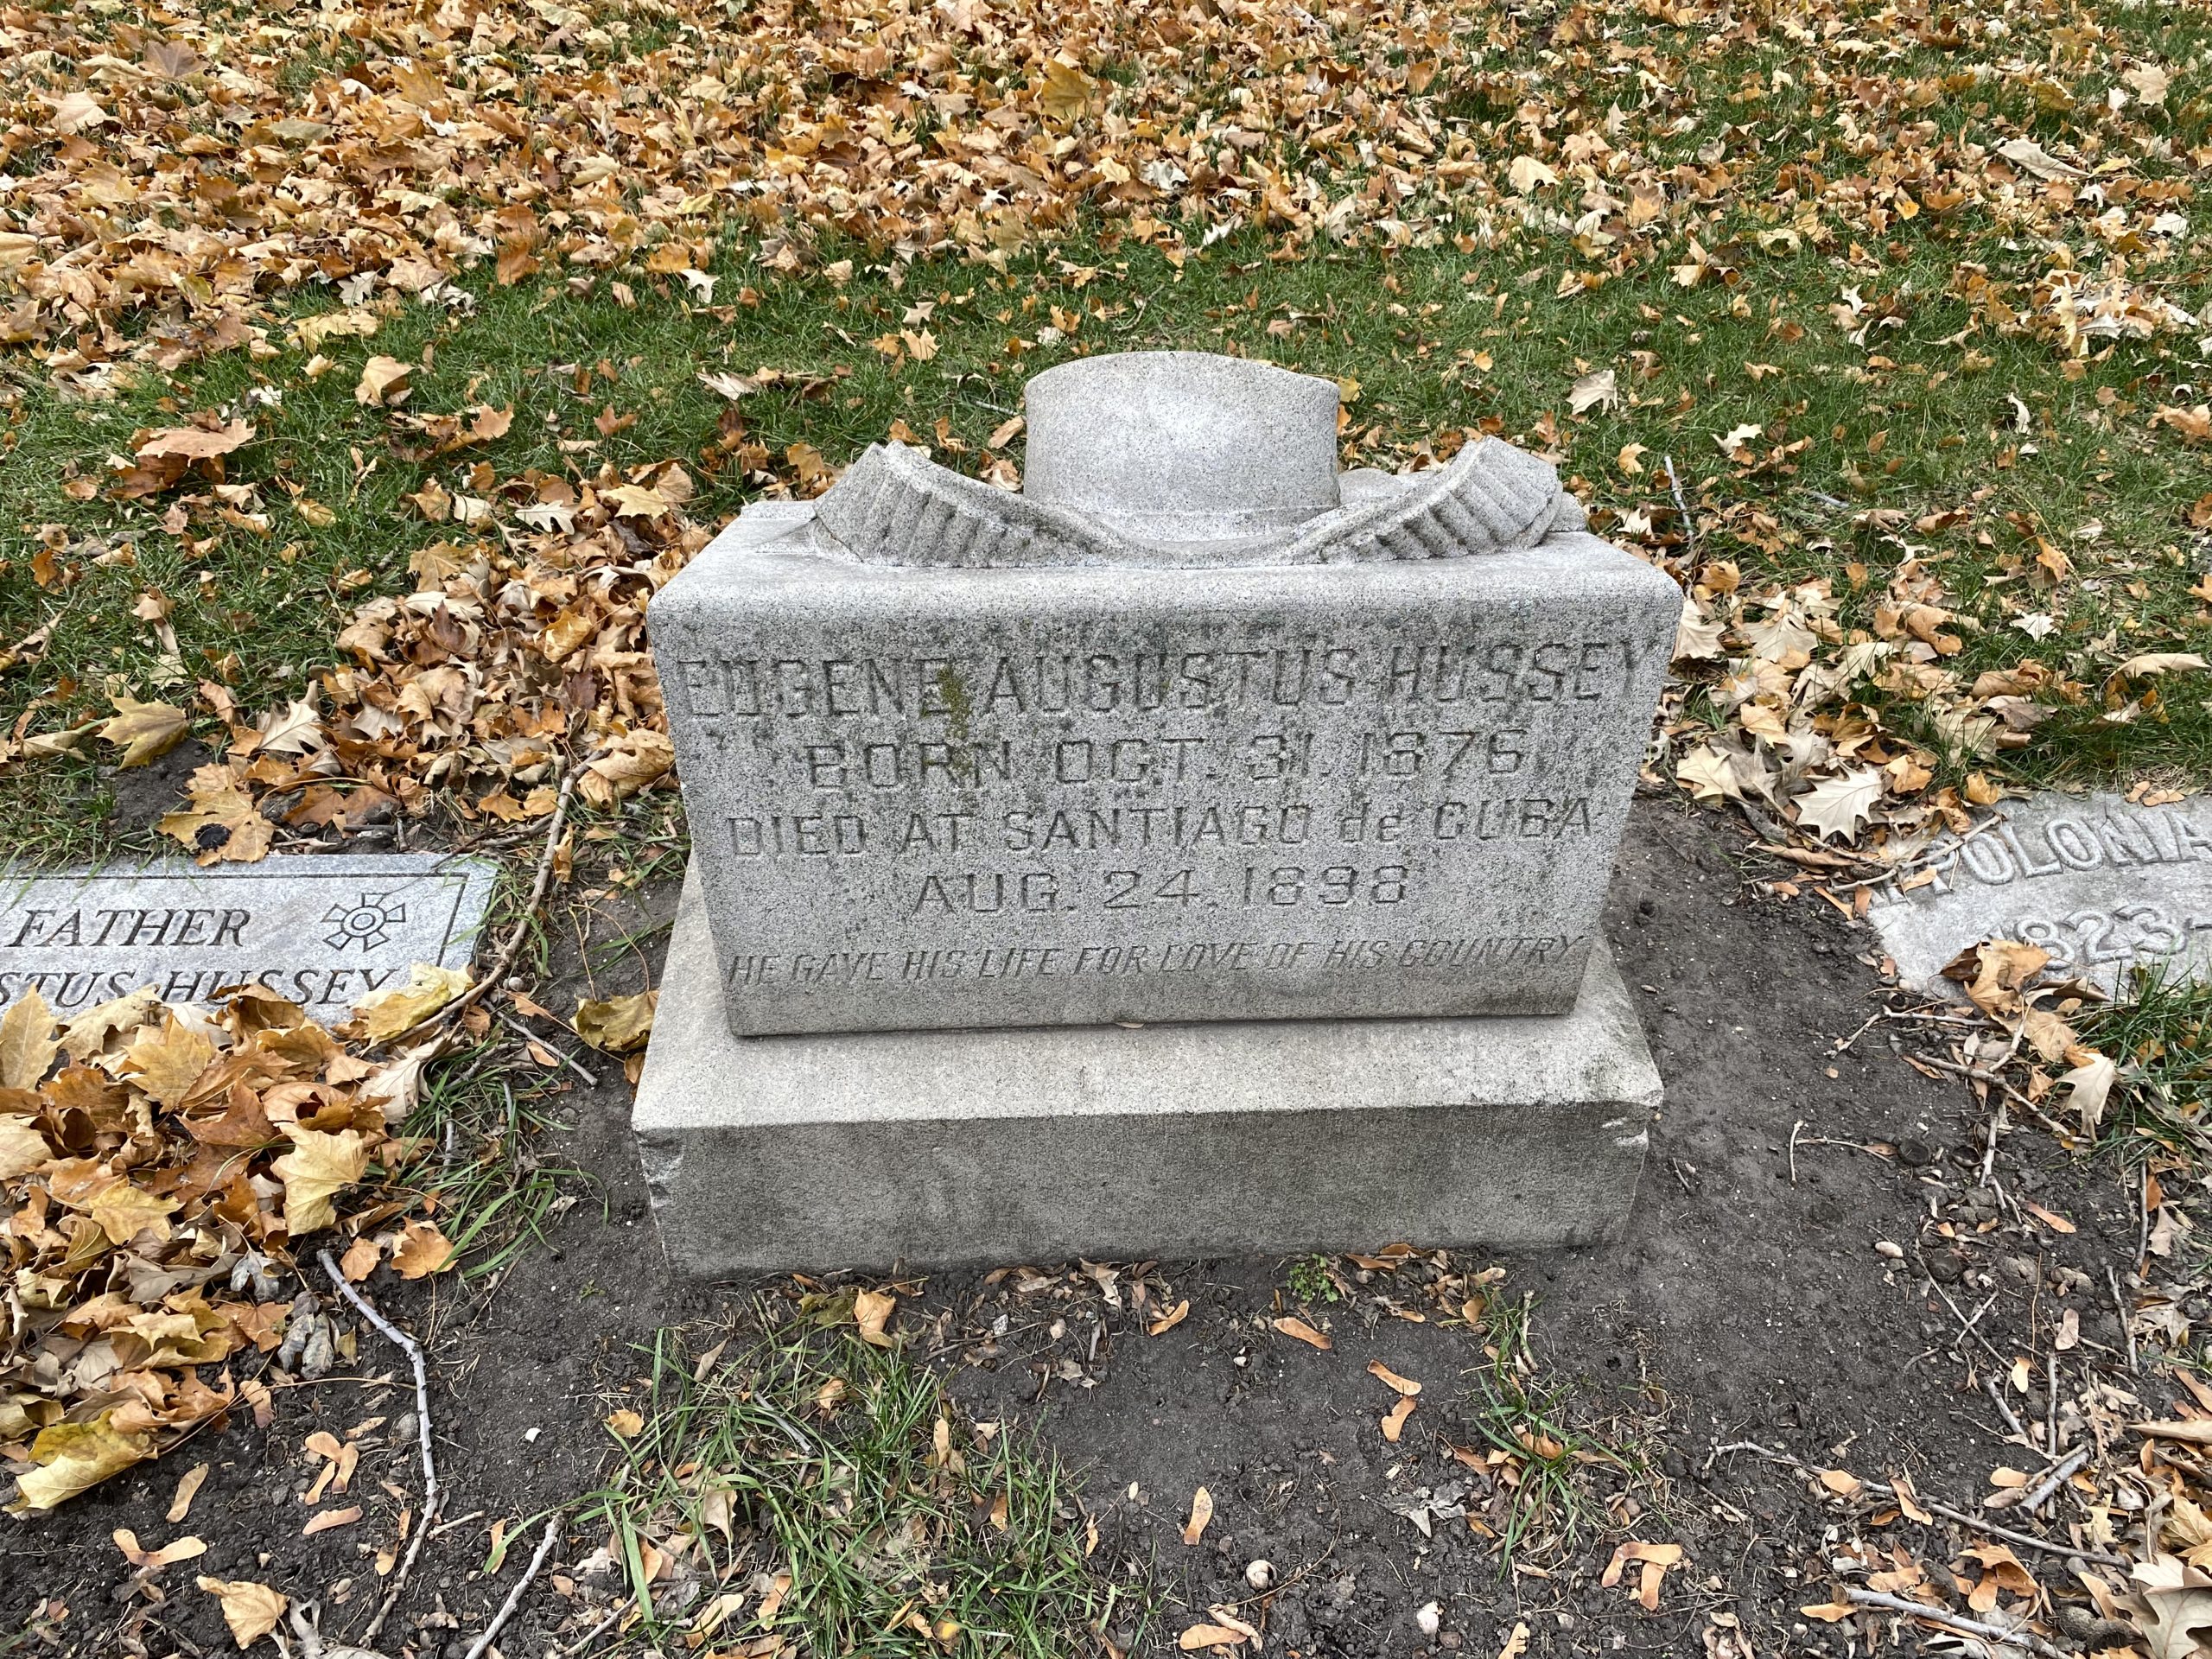 EUGENE AUGUSTUS HUSSEY
BORN OCT. 31. 1876.
DIED AT SANTIAGO de CUBA
AUG. 24. 1898
HE GAVE HIS LIFE FOR LOVE OF HIS COUNTRY
FATHER
STUS HUSSEY
POLONIA
1823-